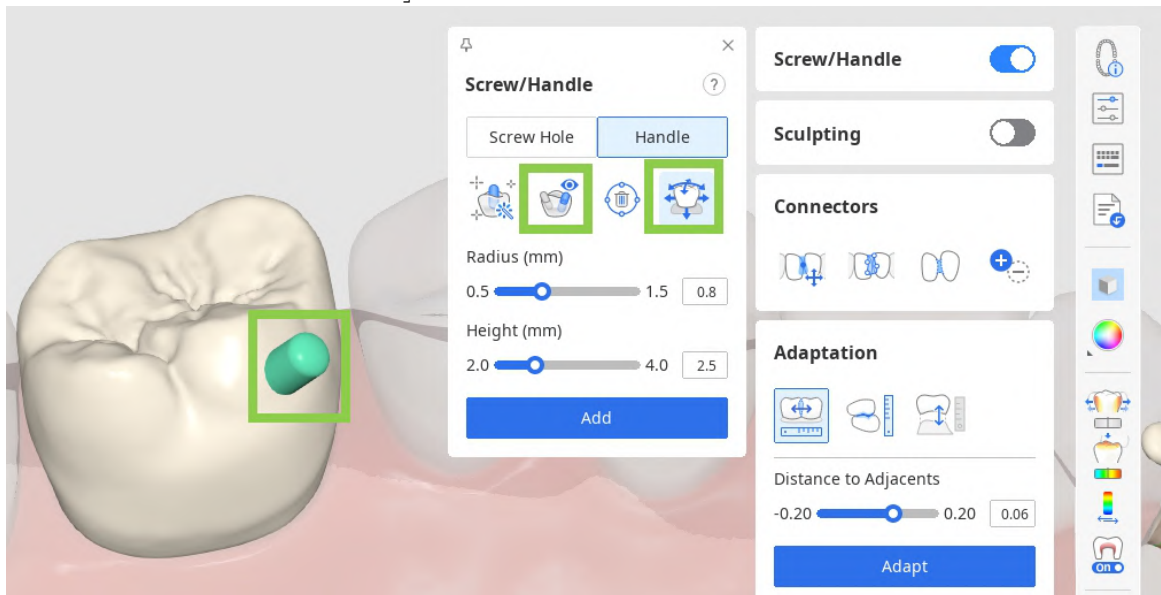 Screw/Handle
?
Screw Hole
Handle
Radius (mm)
0.5
1.5
0.8
Height (mm)
2.0
4.0
2.5
Add
Screw/Handle
Sculpting
Connectors
Adaptation
Distance to Adjacents
-0.20
0.20
0.06
Adapt
On